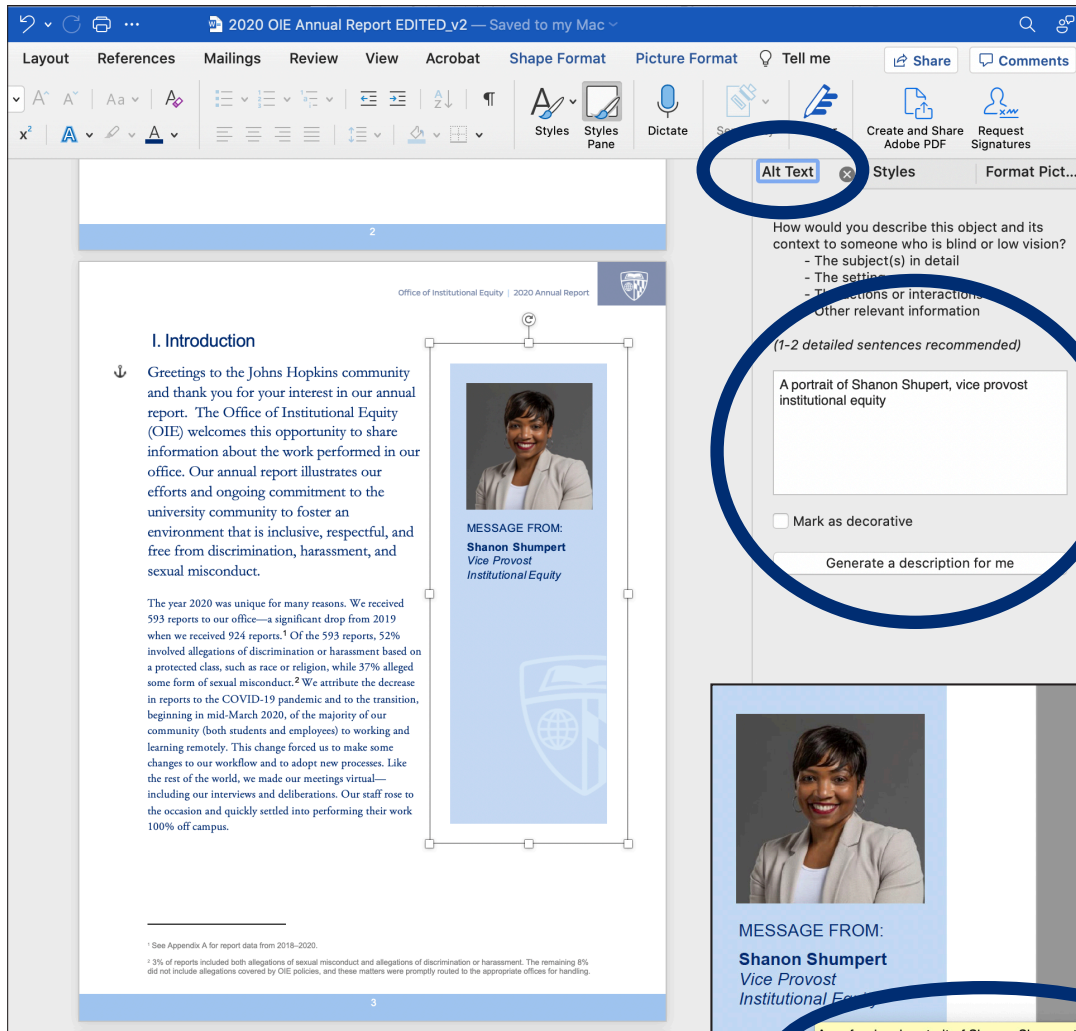 2020 OIE Annual Report EDITED_v2 — Saved to my Mac
Layout References Mailings Review View Acrobat Shape Format Picture Format Tell me Share Comments
Aa
x² A A
Styles
Styles Pane
Dictate
Create and Share Adobe PDF
Request Signatures
Alt Text Styles Format Pict...
2
How would you describe this object and its
context to someone who is blind or low vision?
- The subject(s) in detail
- The setting
- The actions or interactions
- Other relevant information
(1-2 detailed sentences recommended)
A portrait of Shanon Shupert, vice provost
institutional equity
Mark as decorative
Generate a description for me
Office of Institutional Equity | 2020 Annual Report
I. Introduction
Greetings to the Johns Hopkins community
and thank you for your interest in our annual
report. The Office of Institutional Equity
(OIE) welcomes this opportunity to share
information about the work performed in our
office. Our annual report illustrates our
efforts and ongoing commitment to the
university community to foster an
environment that is inclusive, respectful, and
free from discrimination, harassment, and
sexual misconduct.
The year 2020 was unique for many reasons. We received
593 reports to our office—a significant drop from 2019
when we received 924 reports.¹ Of the 593 reports, 52%
involved allegations of discrimination or harassment based on
a protected class, such as race or religion, while 37% alleged
some form of sexual misconduct.² We attribute the decrease
in reports to the COVID-19 pandemic and to the transition,
beginning in mid-March 2020, of the majority of our
community (both students and employees) to working and
learning remotely. This change forced us to make some
changes to our workflow and to adopt new processes. Like
the rest of the world, we made our meetings virtual—
including our interviews and deliberations. Our staff rose to
the occasion and quickly settled into performing their work
100% off campus.
MESSAGE FROM:
Shanon Shumpert
Vice Provost
Institutional Equity
¹ See Appendix A for report data from 2018–2020.
² 3% of reports included both allegations of sexual misconduct and allegations of discrimination or harassment. The remaining 8%
did not include allegations covered by OIE policies, and these matters were promptly routed to the appropriate offices for handling.
3
MESSAGE FROM:
Shanon Shumpert
Vice Provost
Institutional Equity